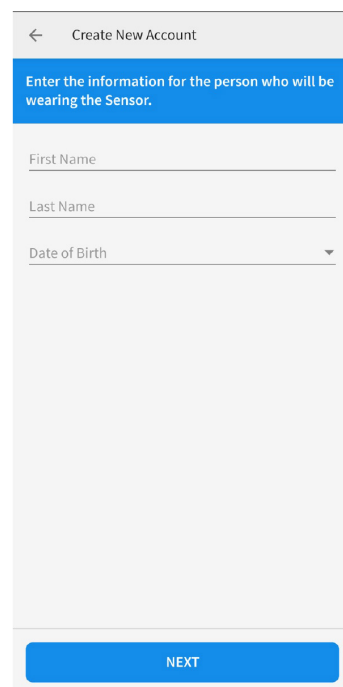 Create New Account
Enter the information for the person who will be
wearing the Sensor.
First Name
Last Name
Date of Birth
NEXT